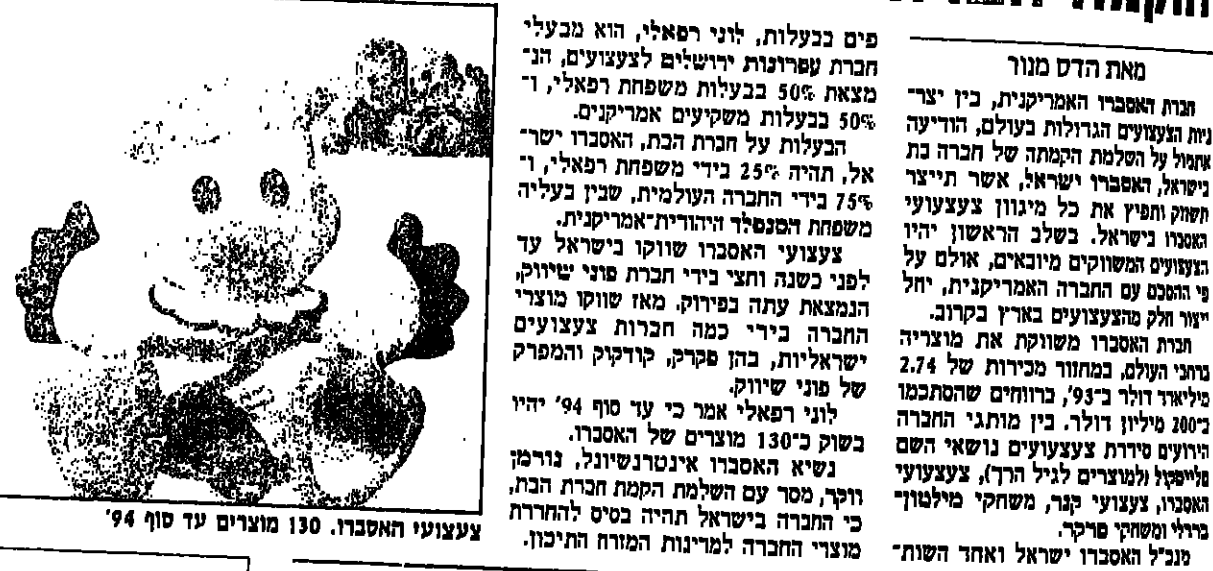 מאת הדס מנור
חברת האסברו האמריקנית, בין יצר־
ניות הצעצועים הגדולות בעולם, הודיעה
אתמול על השלמת הקמתה של חברה בת
בישראל, האסברו ישראל, אשר תייצר
תשווק ותפיץ את כל מיגוון צעצועי
האסברו בישראל. בשלב הראשון יהיו
הצעצועים המשווקים מיובאים, אולם על
פי ההסכם עם החברה האמריקנית, יחל
ייצור חלק מהצעצועים בארץ בקרוב.
חברת האסברו משווקת את מוצריה
ברחבי העולם, במחזור מכירות של 2.74
מיליארד דולר ב־93', ברווחים שהסתכמו
ב־200 מיליון דולר. בין מותגי החברה
הידועים סידרת צעצועים נושאי השם
פלייסקול (למוצרים לגיל הרך), צעצועי
האסברו, צעצועי קנר, משחקי מילטון־
ברדלי ומשחקי פרקר.
מנכ"ל האסברו ישראל ואחד השות־
פים בבעלות, לוני רפאלי, הוא מבעלי
חברת עפרונות ירושלים לצעצועים, הנ־
מצאת 50% בבעלות משפחת רפאלי, ו־
50% בבעלות משקיעים אמריקנים.
הבעלות על חברת הבת, האסברו ישר־
אל, תהיה 25% בידי משפחת רפאלי, ו־
75% בידי החברה העולמית, שבין בעליה
משפחת הסנפלד היהודית־אמריקנית.
צעצועי האסברו שווקו בישראל עד
לפני כשנה וחצי בידי חברת פוני שיווק,
הנמצאת עתה בפירוק. מאז שווקו מוצרי
החברה בידי כמה חברות צעצועים
ישראליות, בהן פקרק, קודקוד והמפרק
של פוני שיווק.
לוני רפאלי אמר כי עד סוף 94' יהיו
בשוק כ־130 מוצרים של האסברו.
נשיא האסברו אינטרנשיונל, נורמן
ווקר, מסר עם השלמת הקמת חברת הבת,
כי החברה בישראל תהיה בסיס להחדרת
מוצרי החברה למדינות המזרח התיכון.
צעצועי האסברו. 130 מוצרים עד סוף 94'